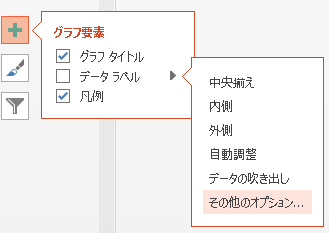 グラフ要素
グラフ タイトル
データ ラベル
凡例
中央揃え
内側
外側
自動調整
データの吹き出し
その他のオプション...